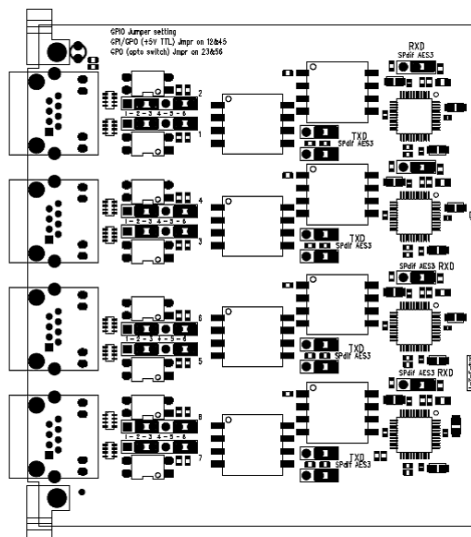 GPIO Jumper setting
GPI/GPO (+5V TTL) Jmpr on 12&45
GPO (opto switch) Jmpr on 23&56
RXD
SPdif AES3
2
1-2-3 4-5-6
1
TXD
SPdif AES3
4
1-2-3 4-5-6
3
TXD
SPdif AES3
SPdif AES3 RXD
6
1-2-3 4-5-6
5
TXD
SPdif AES3
SPdif AES3 RXD
8
1-2-3 4-5-6
7
TXD
SPdif AES3